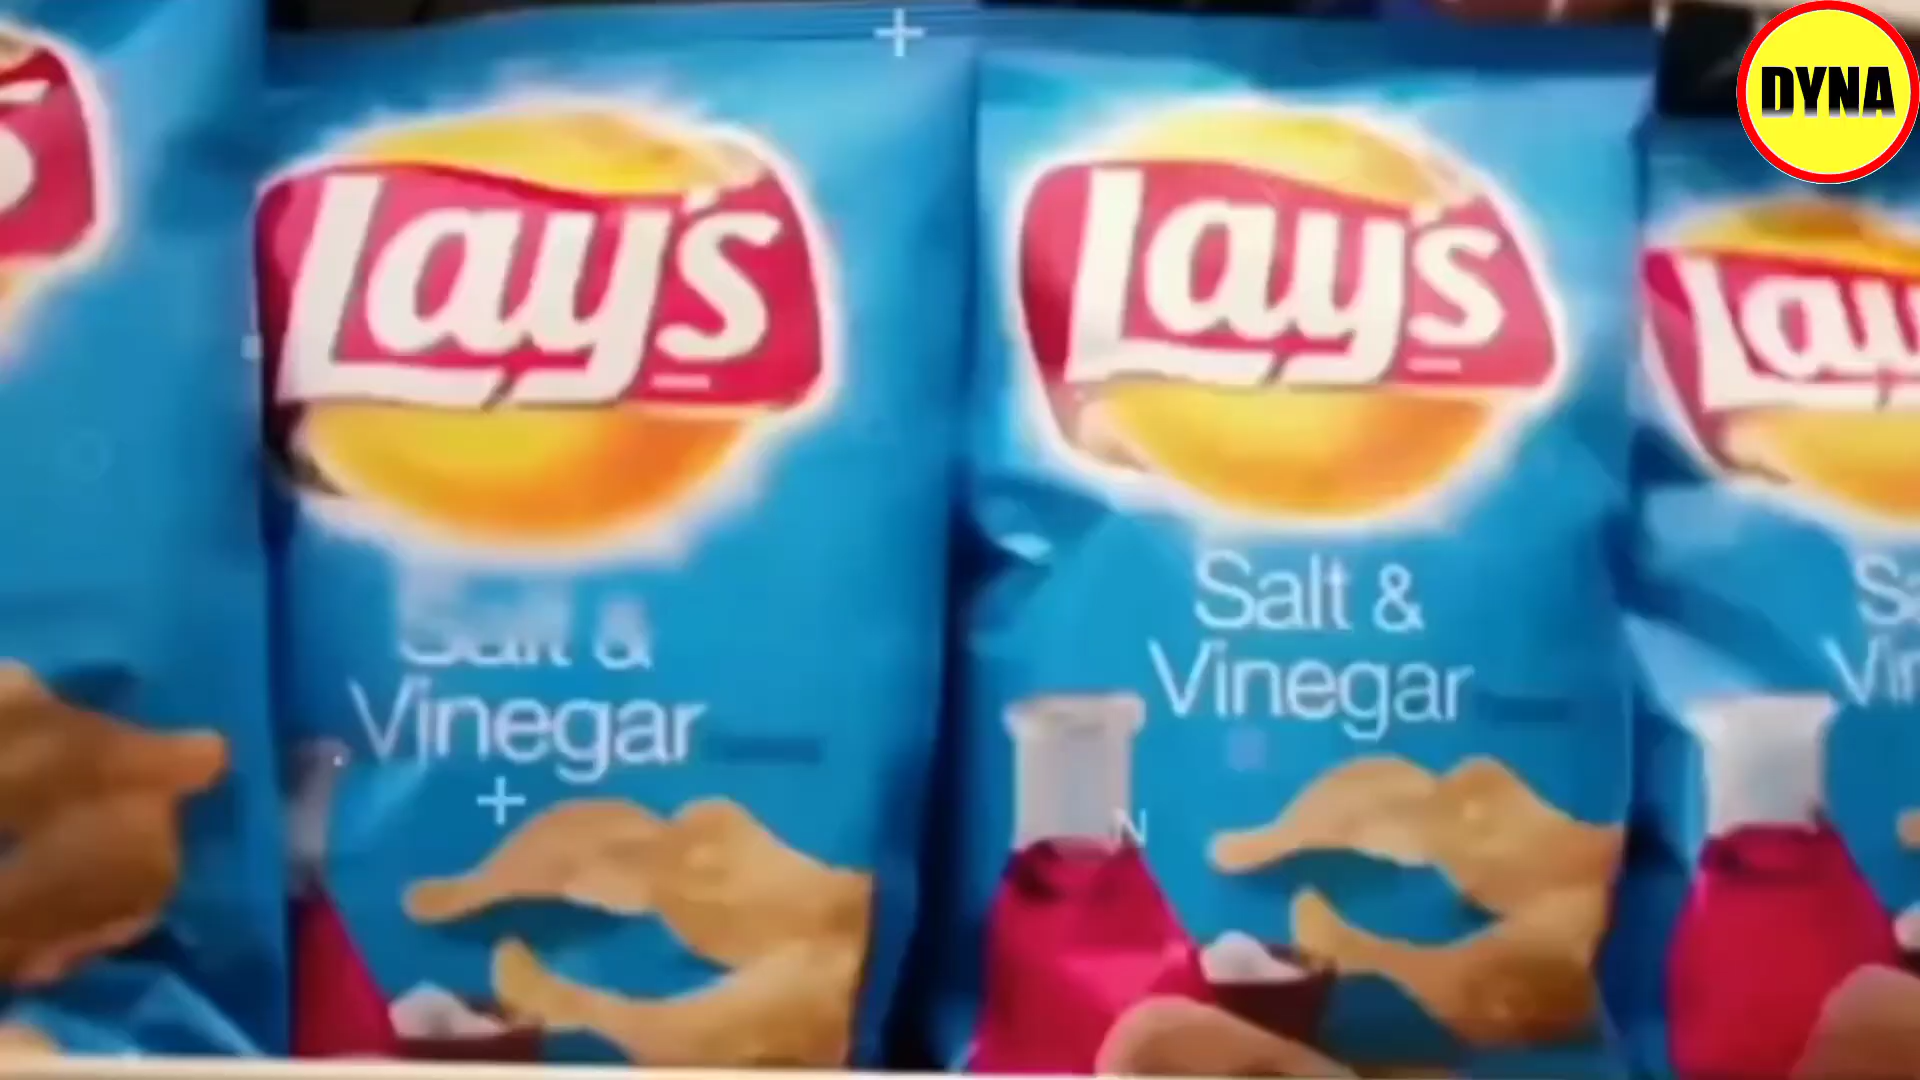 DYNA
Lay's
Lay's
Salt &
Vinegar
Salt &
Vinegar